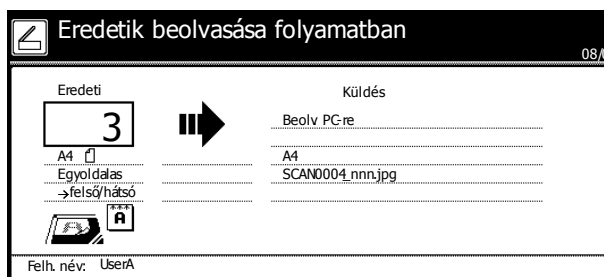 Eredetik beolvasása folyamatban
08/
Eredeti
Küldés
3
Beolv PC-re
A4
A4
Egyoldalas
SCAN0004_nnn.jpg
→felső/hátsó
A
Felh. név: UserA